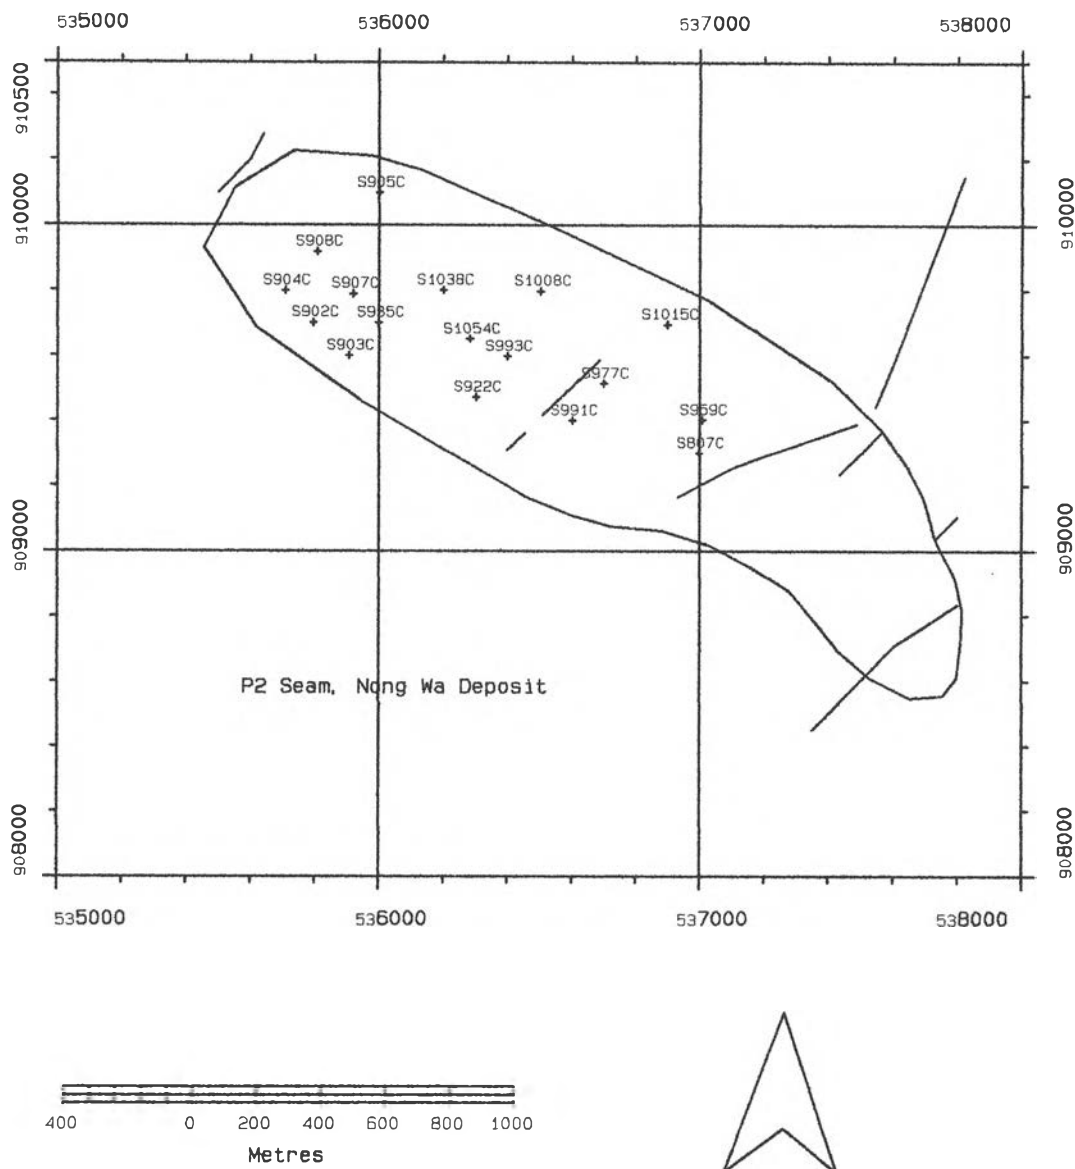 535000 536000 537000 538000
910500
910000 910000
S905C
S908C
S904C S907C S1038C S1008C
S902C S985C S1015C
S903C S1054C S993C
S977C
S922C
S991C S959C
S807C
909000 909000
P2 Seam, Nong Wa Deposit
908000 908000
535000 536000 537000 538000
400 0 200 400 600 800 1000
Metres